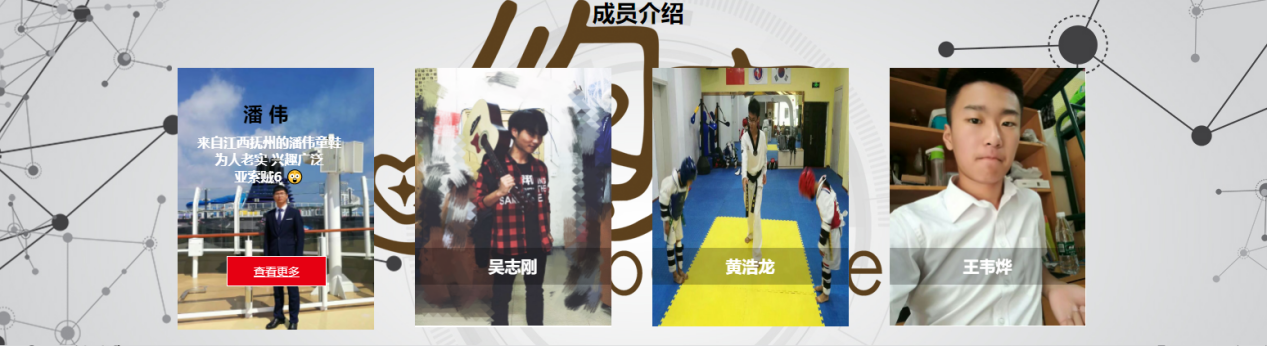 成员介绍
潘 伟
来自江西抚州的潘伟童鞋
为人老实 兴趣广泛
亚索贼6 😳
查看更多
吴志刚
黄浩龙
王韦烨